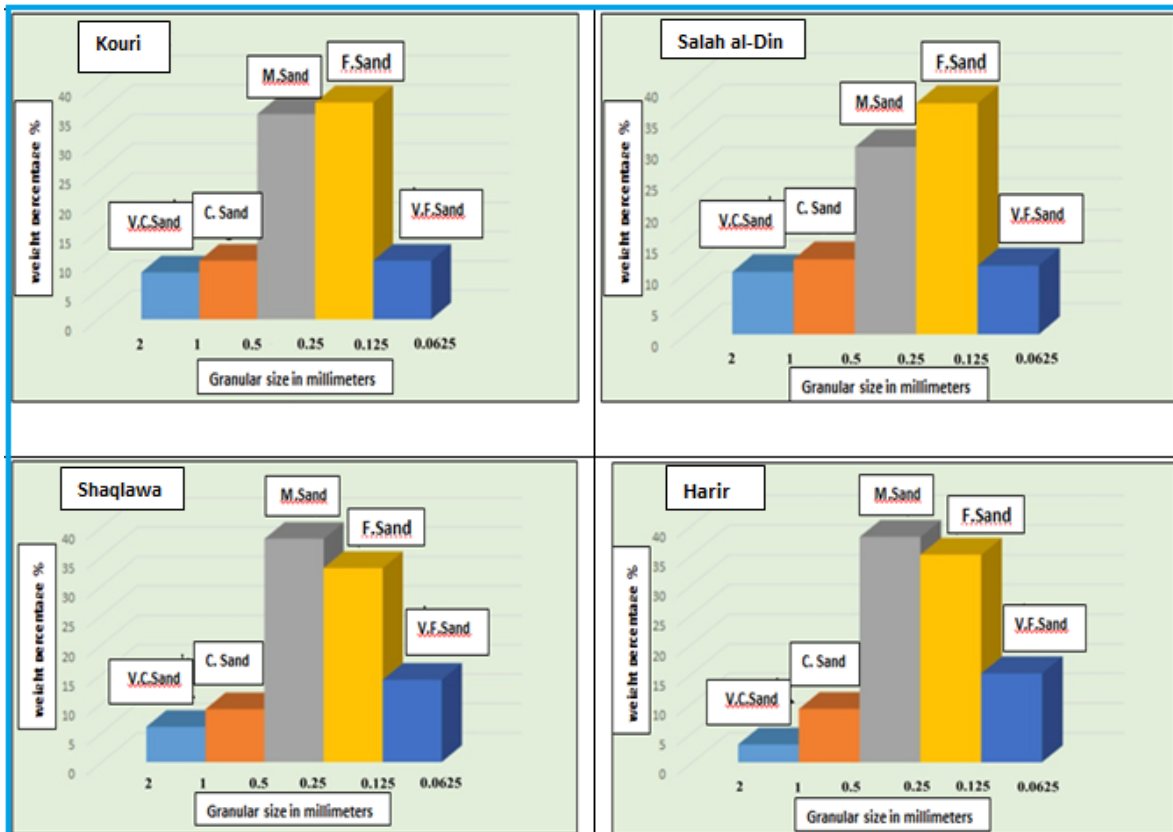 Kouri
F.Sand
M.Sand
C. Sand
V.C.Sand
V.F.Sand
weight percentage %
40
35
30
25
20
15
10
5
0
2 1 0.5 0.25 0.125 0.0625
Granular size in millimeters
Salah al-Din
F.Sand
M.Sand
C. Sand
V.C.Sand
V.F.Sand
weight percentage %
40
35
30
25
20
15
10
5
0
2 1 0.5 0.25 0.125 0.0625
Granular size in millimeters
Shaqlawa
M.Sand
F.Sand
V.F.Sand
C. Sand
V.C.Sand
weight percentage %
40
35
30
25
20
15
10
5
0
2 1 0.5 0.25 0.125 0.0625
Granular size in millimeters
Harir
M.Sand
F.Sand
V.F.Sand
C. Sand
V.C.Sand
weight percentage %
40
35
30
25
20
15
10
5
0
2 1 0.5 0.25 0.125 0.0625
Granular size in millimeters